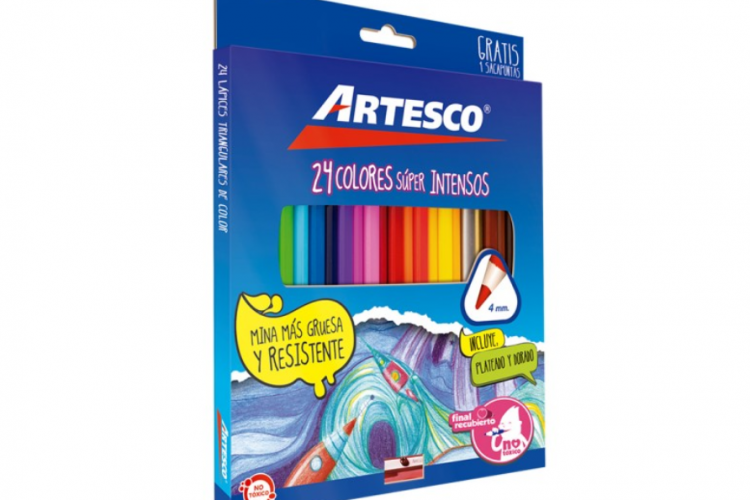 GRATIS
1 SACAPUNTAS
ARTESCO®
24 COLORES SÚPER INTENSOS
24 LÁPICES TRIANGULARES DE COLOR
4 mm.
MINA MÁS GRUESA
Y RESISTENTE
INCLUYE:
PLATEADO Y DORADO
final
recubierto
no
tóxico
ARTESCO
NO
TÓXICO